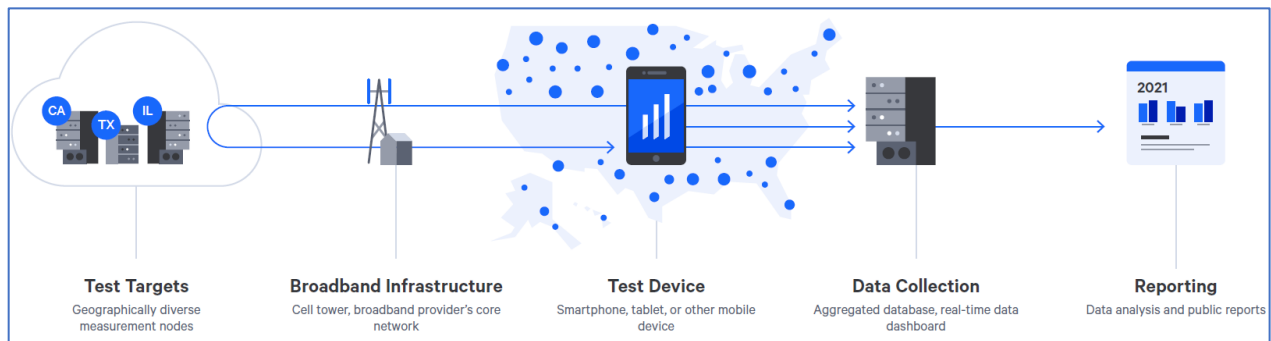 CA
TX
IL
2021
Test Targets
Geographically diverse
measurement nodes
Broadband Infrastructure
Cell tower, broadband provider's core
network
Test Device
Smartphone, tablet, or other mobile
device
Data Collection
Aggregated database, real-time data
dashboard
Reporting
Data analysis and public reports